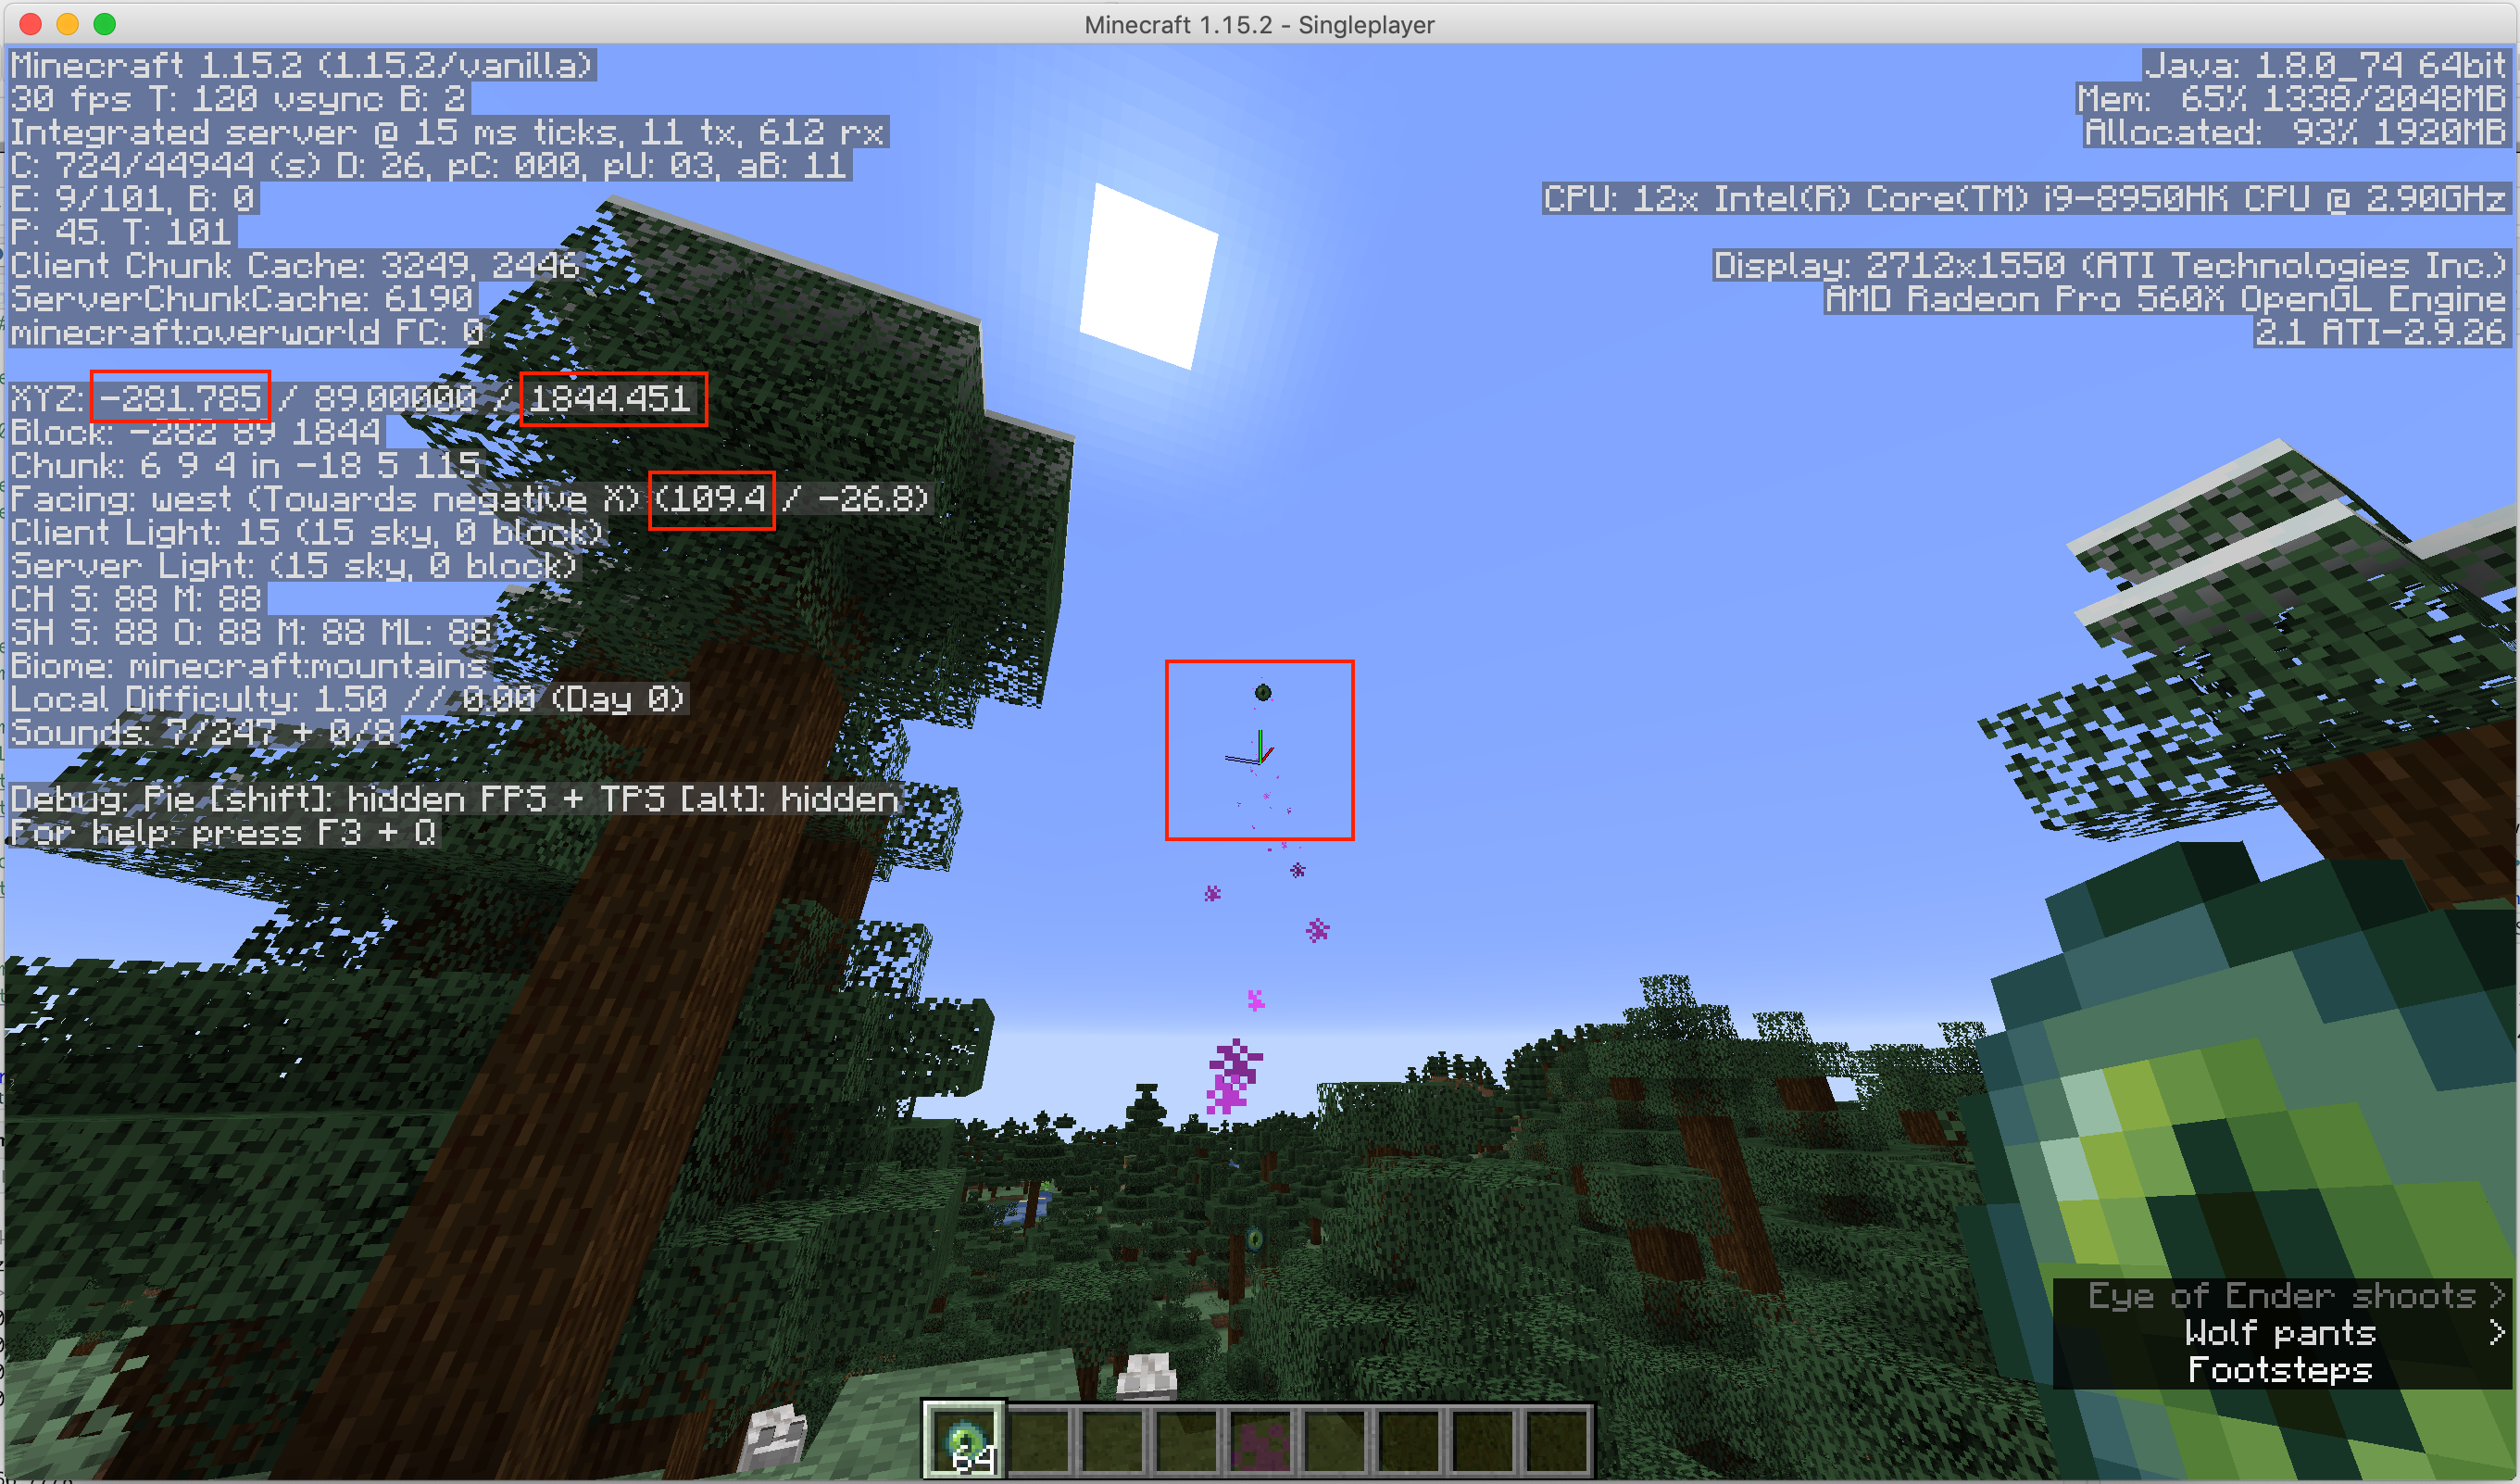 Minecraft 1.15.2 - Singleplayer
Minecraft 1.15.2 (1.15.2/vanilla)
30 fps T: 120 vsync B: 2
Integrated server @ 15 ms ticks, 11 tx, 612 rx
C: 724/44944 (s) D: 26, pC: 000, pU: 03, aB: 11
E: 9/101, B: 0
P: 45. T: 101
Client Chunk Cache: 3249, 2446
ServerChunkCache: 6190
minecraft:overworld FC: 0
XYZ: -281.785 / 89.00000 / 1844.451
Block: -282 89 1844
Chunk: 6 9 4 in -18 5 115
Facing: west (Towards negative X) (109.4 / -26.8)
Client Light: 15 (15 sky, 0 block)
Server Light: (15 sky, 0 block)
CH S: 88 M: 88
SH S: 88 O: 88 M: 88 ML: 88
Biome: minecraft:mountains
Local Difficulty: 1.50 // 0.00 (Day 0)
Sounds: 7/247 + 0/8
Debug: Pie [shift]: hidden FPS + TPS [alt]: hidden
For help: press F3 + Q
Java: 1.8.0_74 64bit
Mem: 65% 1338/2048MB
Allocated: 93% 1920MB
CPU: 12x Intel(R) Core(TM) i9-8950HK CPU @ 2.90GHz
Display: 2712x1550 (ATI Technologies Inc.)
AMD Radeon Pro 560X OpenGL Engine
2.1 ATI-2.9.26
Eye of Ender shoots >
Wolf pants >
Footsteps
64